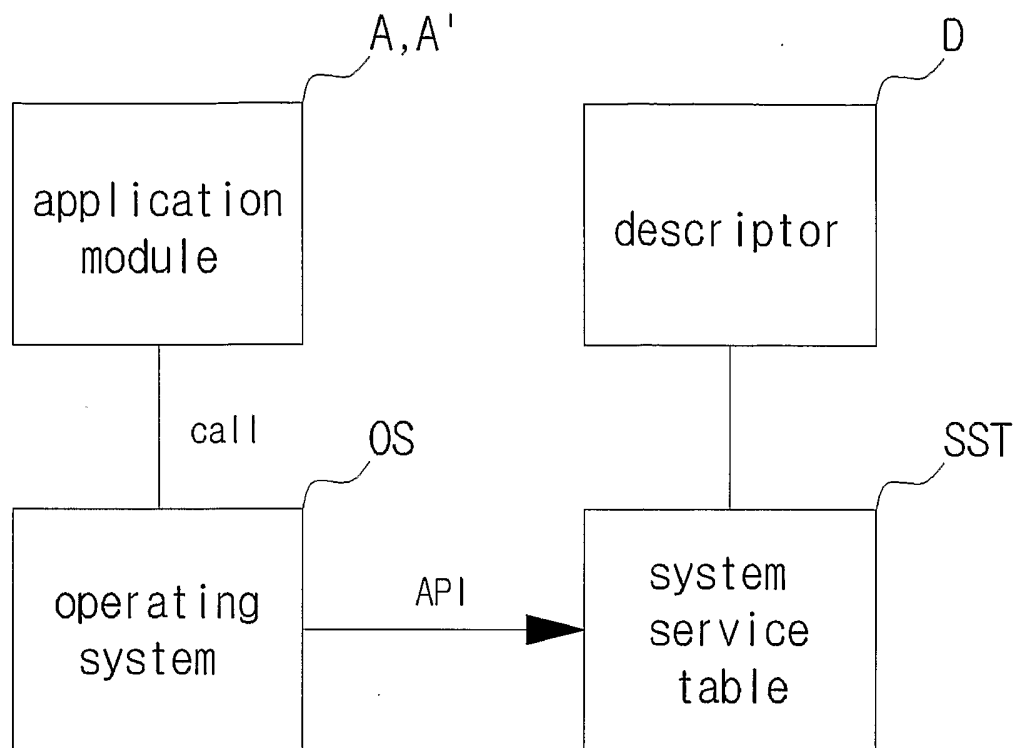 A, A'
D
application
module
descriptor
call
OS
SST
operating
system
API
system
service
table